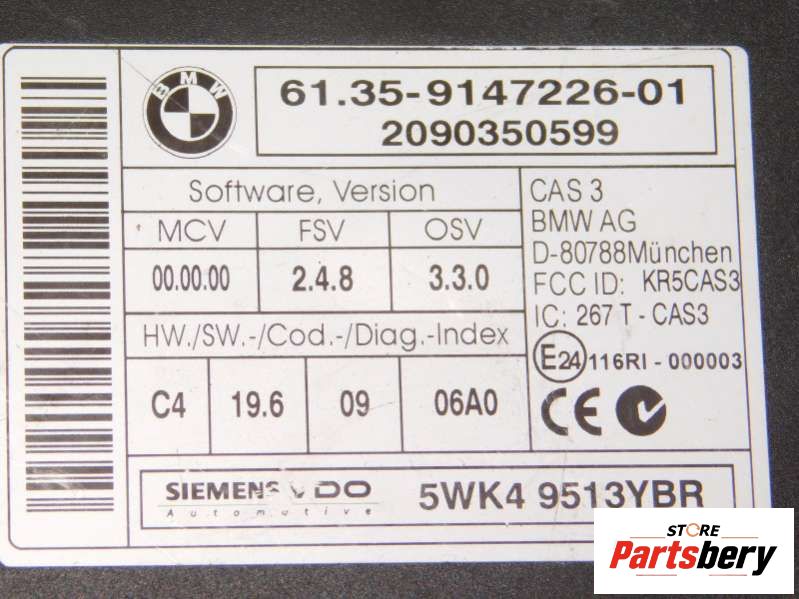 BMW
61.35-9147226-01
2090350599
Software, Version
MCV FSV OSV
00.00.00 2.4.8 3.3.0
HW./SW.-/Cod.-/Diag.-Index
C4 19.6 09 06A0
CAS 3
BMW AG
D-80788München
FCC ID: KR5CAS3
IC: 267 T - CAS3
E24 116RI - 000003
CE
SIEMENS VDO
Automotive
5WK4 9513YBR
STORE
Partsbery